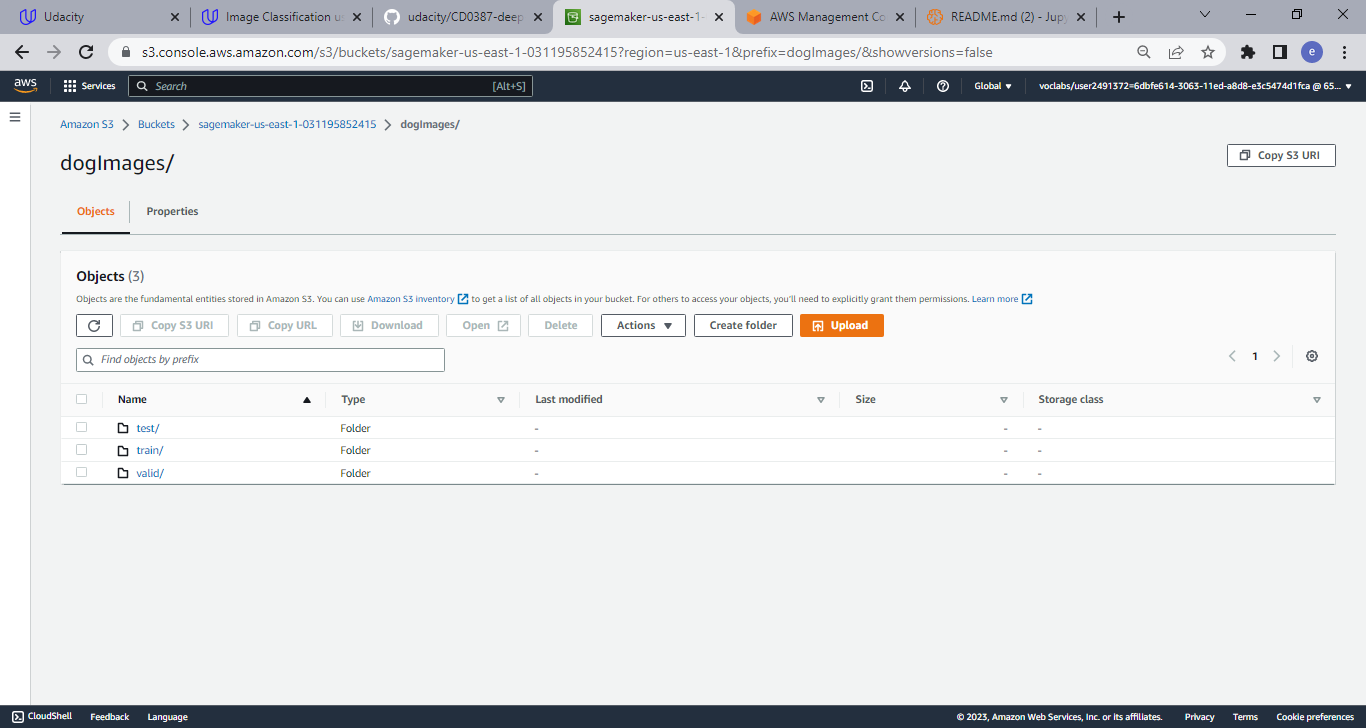 Udacity
Image Classification us
udacity/CD0387-deep
sagemaker-us-east-1-
AWS Management Co
README.md (2) - Jup
s3.console.aws.amazon.com/s3/buckets/sagemaker-us-east-1-031195852415?region=us-east-1&prefix=dogImages/&showversions=false
e
aws Services Search [Alt+S] Global voclabs/user2491372=6dbfe614-3063-11ed-a8d8-e3c5474d1fca @ 65...
Amazon S3 Buckets sagemaker-us-east-1-031195852415 dogImages/
dogImages/
Copy S3 URI
Objects Properties
Objects (3)
Objects are the fundamental entities stored in Amazon S3. You can use Amazon S3 inventory to get a list of all objects in your bucket. For others to access your objects, you'll need to explicitly grant them permissions. Learn more
Copy S3 URI Copy URL Download Open Delete Actions Create folder Upload
Find objects by prefix
1
Name Type Last modified Size Storage class
test/ Folder - - -
train/ Folder - - -
valid/ Folder - - -
CloudShell Feedback Language © 2023, Amazon Web Services, Inc. or its affiliates. Privacy Terms Cookie preferences